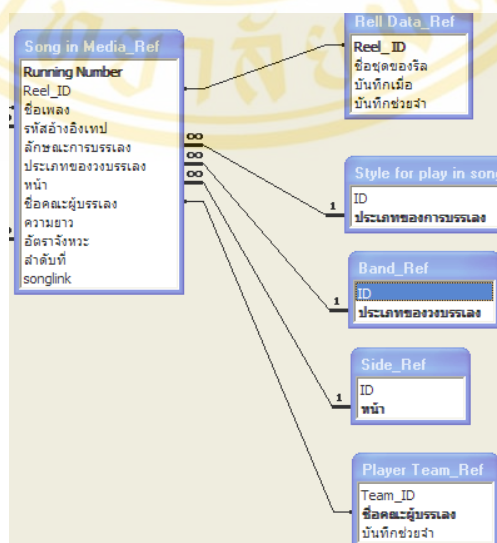 Song in Media_Ref
Running Number
Reel_ID
ชื่อเพลง
รหัสอ้างอิงเทป
ลักษณะการบรรเลง
ประเภทของวงบรรเลง
หน้า
ชื่อคณะผู้บรรเลง
ความยาว
อัตราจังหวะ
ลำดับที่
songlink
∞
∞
∞
Rell Data_Ref
Reel_ID
ชื่อชุดของรีล
บันทึกเมื่อ
บันทึกช่วยจำ
Style for play in song
1
ID
ประเภทของการบรรเลง
Band_Ref
1
ID
ประเภทของวงบรรเลง
Side_Ref
1
ID
หน้า
Player Team_Ref
Team_ID
ชื่อคณะผู้บรรเลง
บันทึกช่วยจำ